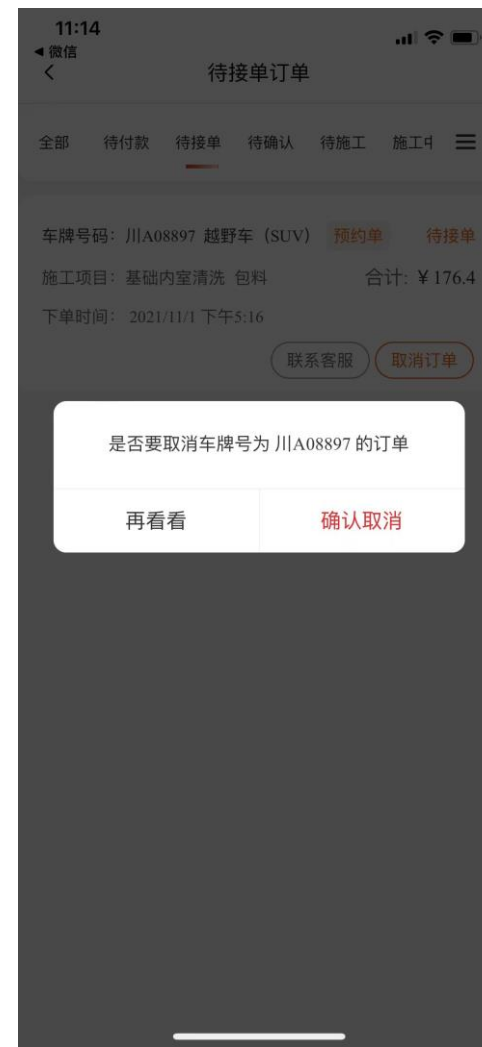 11:14
◀ 微信
待接单订单
全部 待付款 待接单 待确认 待施工 施工中
车牌号码：川A08897 越野车（SUV） 预约单 待接单
施工项目：基础内室清洗 包料 合计：¥176.4
下单时间： 2021/11/1 下午5:16
联系客服 取消订单
是否要取消车牌号为 川A08897 的订单
再看看 确认取消